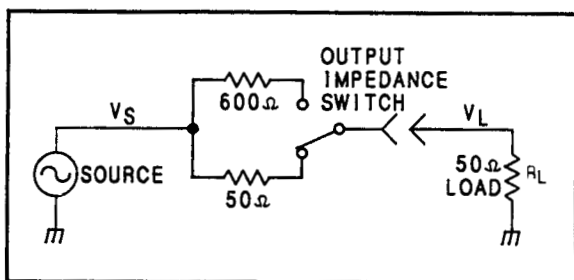 OUTPUT
IMPEDANCE
SWITCH
600Ω
VS
VL
SOURCE
50Ω
50Ω
LOAD
RL